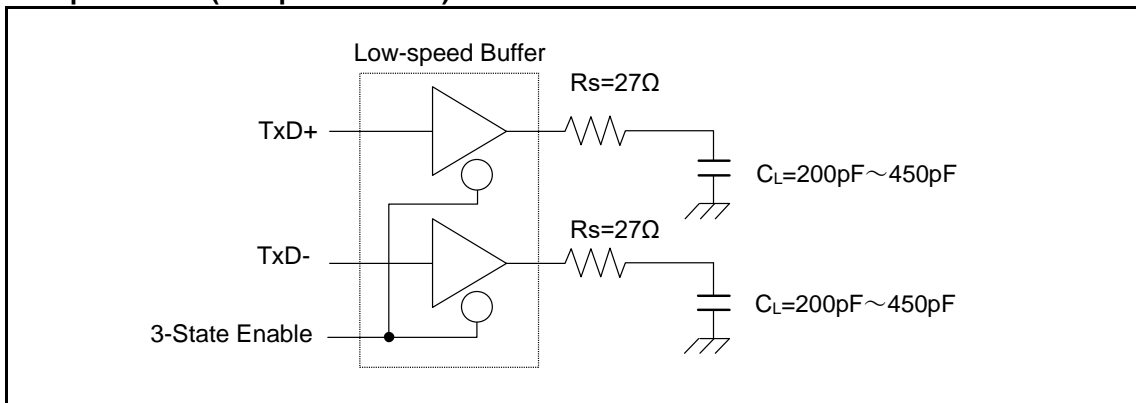 Low-speed Buffer
Rs=27Ω
TxD+
CL=200pF～450pF
Rs=27Ω
TxD-
CL=200pF～450pF
3-State Enable